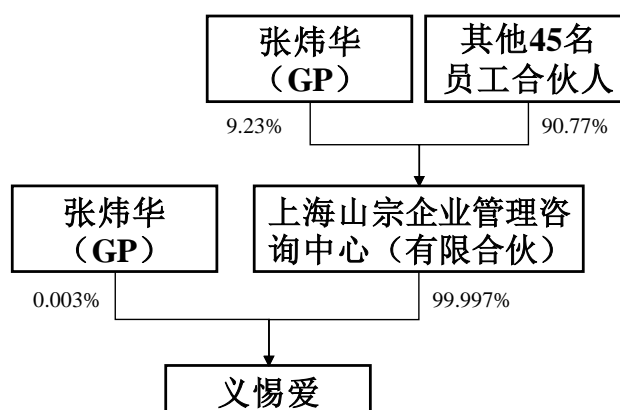 张炜华
（GP）
其他45名
员工合伙人
9.23%
90.77%
张炜华
（GP）
上海山宗企业管理咨
询中心（有限合伙）
0.003%
99.997%
义惕爱